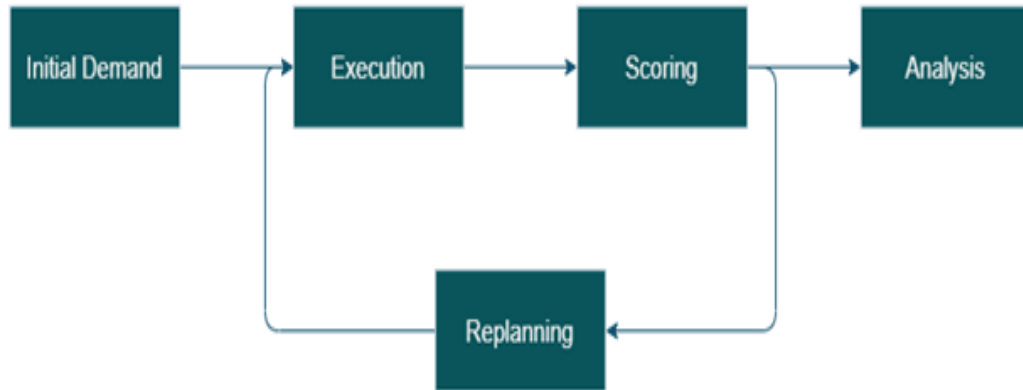 Initial Demand
Execution
Scoring
Analysis
Replanning